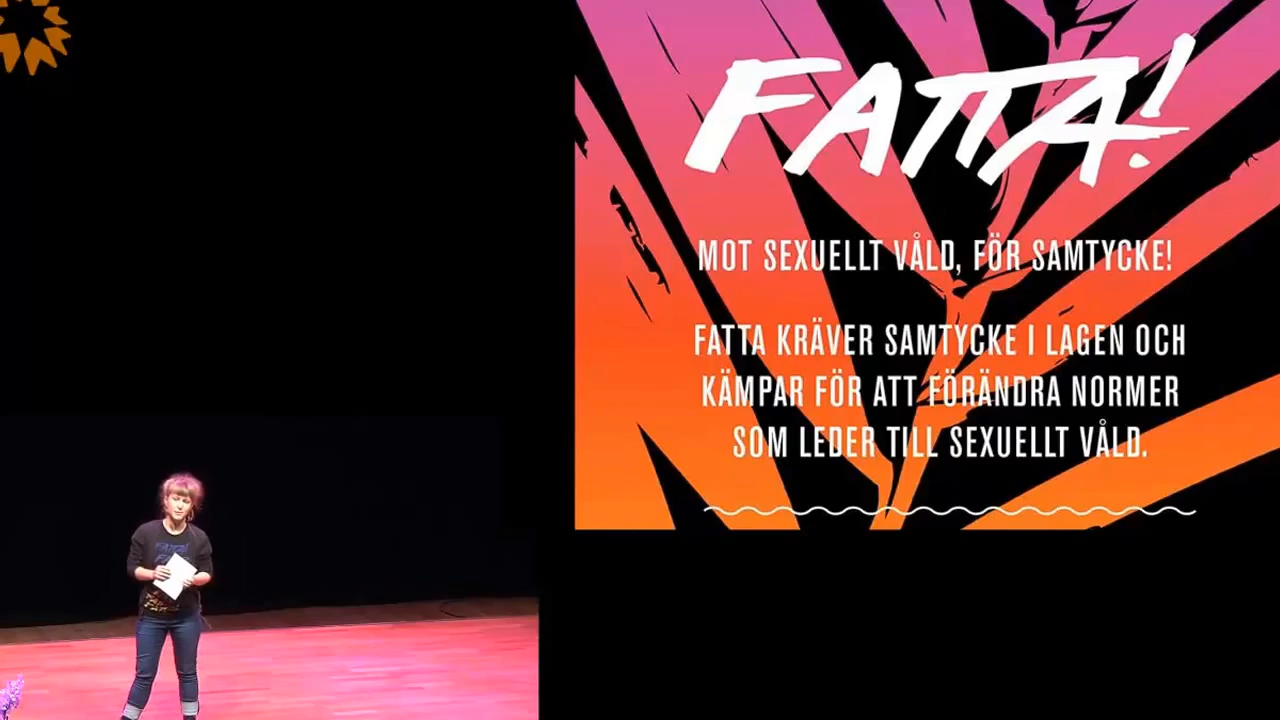 FATTA!
MOT SEXUELLT VÅLD, FÖR SAMTYCKE!
FATTA KRÄVER SAMTYCKE I LAGEN OCH
KÄMPAR FÖR ATT FÖRÄNDRA NORMER
SOM LEDER TILL SEXUELLT VÅLD.
FATTA!